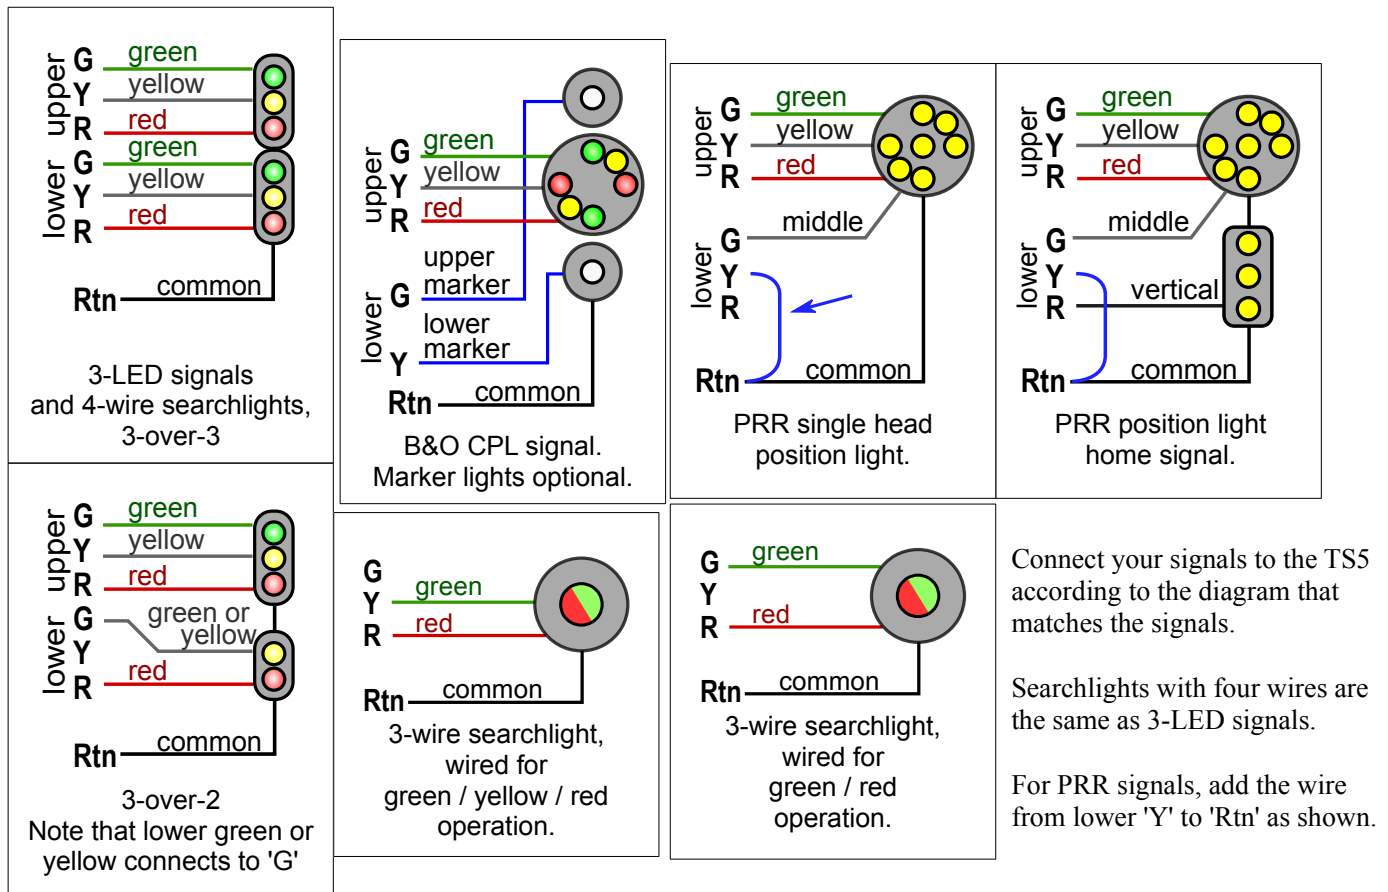 upper
G green
Y yellow
R red
lower
G green
Y yellow
R red
Rtn common
3-LED signals
and 4-wire searchlights,
3-over-3
upper
G green
Y yellow
R red
upper
marker
lower
G
lower
marker
Y
Rtn common
B&O CPL signal.
Marker lights optional.
upper
G green
Y yellow
R red
lower
G middle
Y
R
Rtn common
PRR single head
position light.
upper
G green
Y yellow
R red
lower
G middle
Y
R vertical
Rtn common
PRR position light
home signal.
upper
G green
Y yellow
R red
lower
G green or
yellow
Y
R red
Rtn common
3-over-2
Note that lower green or
yellow connects to 'G'
G
Y green
R red
Rtn common
3-wire searchlight,
wired for
green / yellow / red
operation.
G green
Y
R red
Rtn common
3-wire searchlight,
wired for
green / red
operation.
Connect your signals to the TS5
according to the diagram that
matches the signals.
Searchlights with four wires are
the same as 3-LED signals.
For PRR signals, add the wire
from lower 'Y' to 'Rtn' as shown.